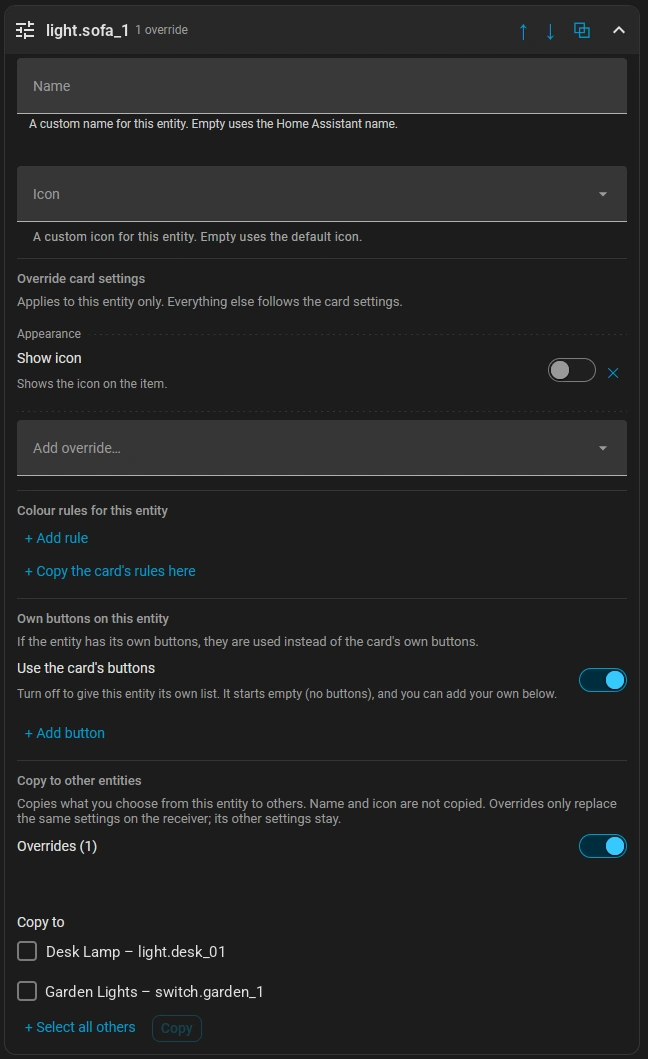 light.sofa_1 1 override
Name
A custom name for this entity. Empty uses the Home Assistant name.
Icon
A custom icon for this entity. Empty uses the default icon.
Override card settings
Applies to this entity only. Everything else follows the card settings.
Appearance
Show icon
Shows the icon on the item.
Add override...
Colour rules for this entity
+ Add rule
+ Copy the card's rules here
Own buttons on this entity
If the entity has its own buttons, they are used instead of the card's own buttons.
Use the card's buttons
Turn off to give this entity its own list. It starts empty (no buttons), and you can add your own below.
+ Add button
Copy to other entities
Copies what you choose from this entity to others. Name and icon are not copied. Overrides only replace
the same settings on the receiver; its other settings stay.
Overrides (1)
Copy to
Desk Lamp – light.desk_01
Garden Lights – switch.garden_1
+ Select all others Copy